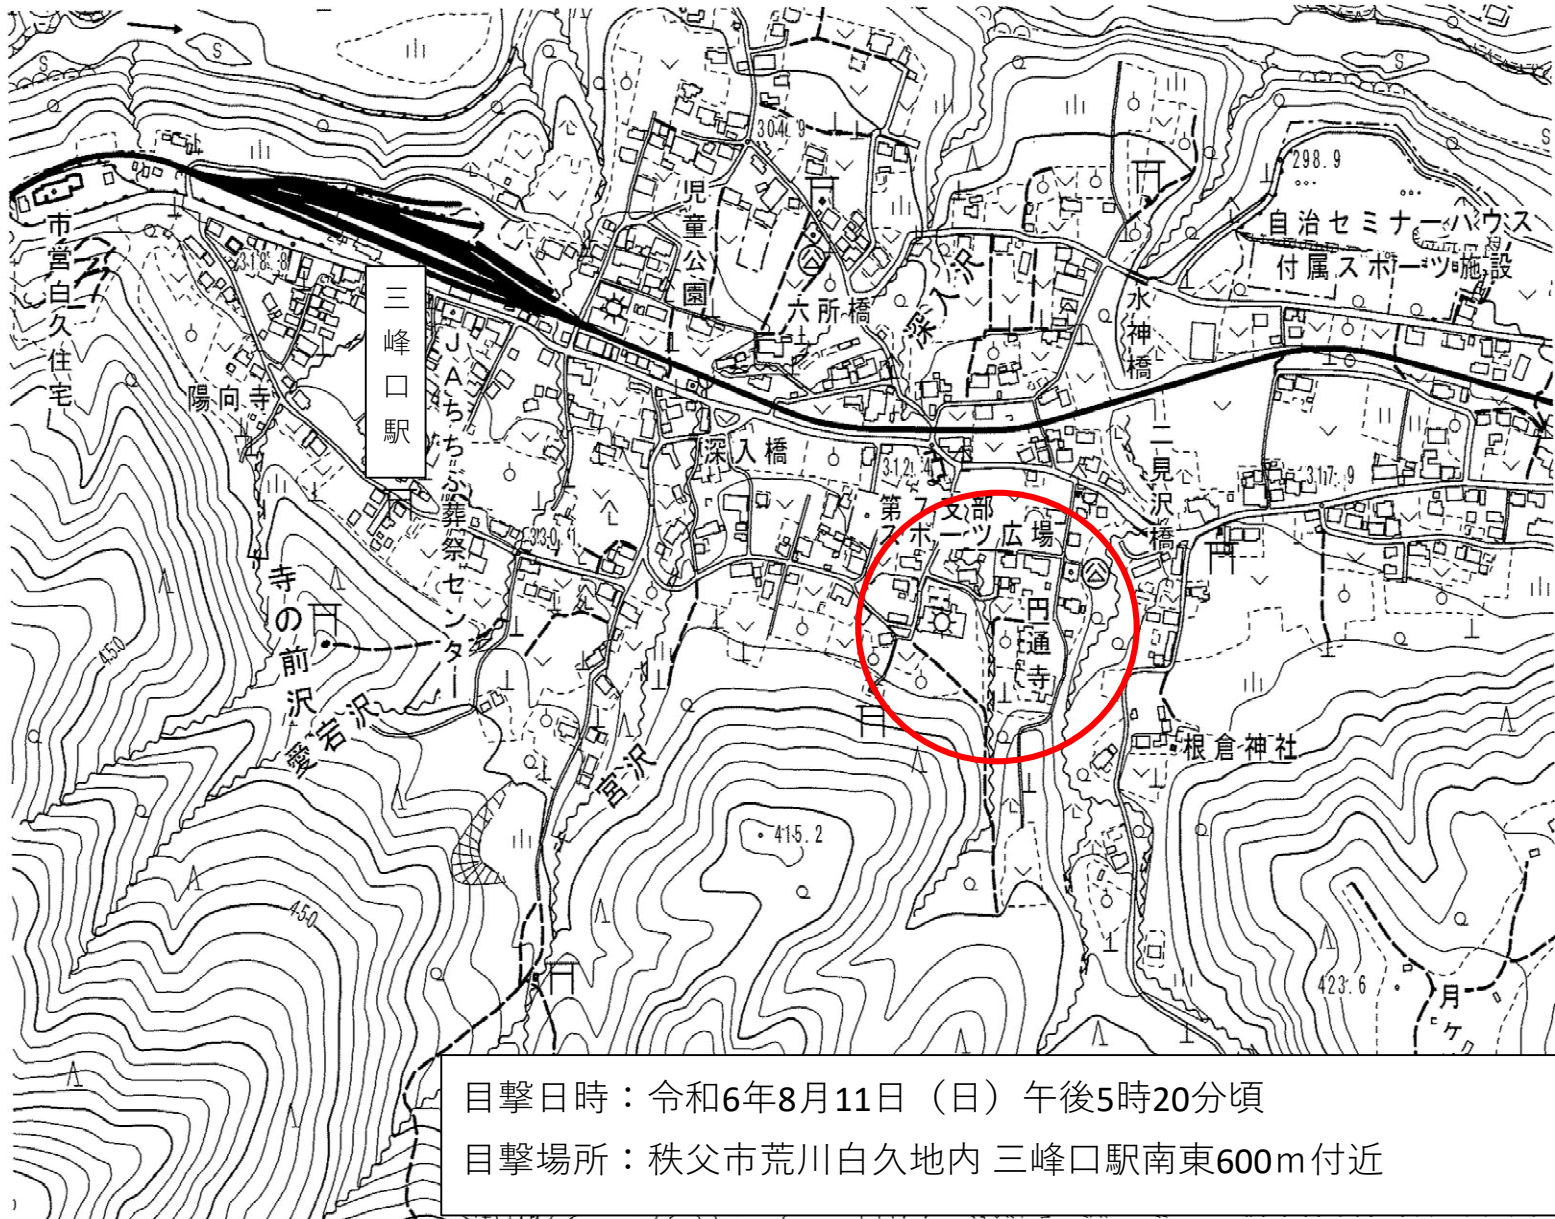 298.9
304.9
自治セミナーハウス
付属スポーツ施設
児童公園
市営白久住宅
318.8
三峰口駅
六所橋
深入沢
水神橋
JAちちぶ葬祭センター
陽向寺
深入橋
312.4
二見沢橋
317.9
第7支部
スポーツ広場
330.1
寺の前沢
円通寺
450
愛宕沢
宮沢
根倉神社
415.2
450
423.6
S
S
S
目撃日時：令和6年8月11日（日）午後5時20分頃
目撃場所：秩父市荒川白久地内 三峰口駅南東600ｍ付近